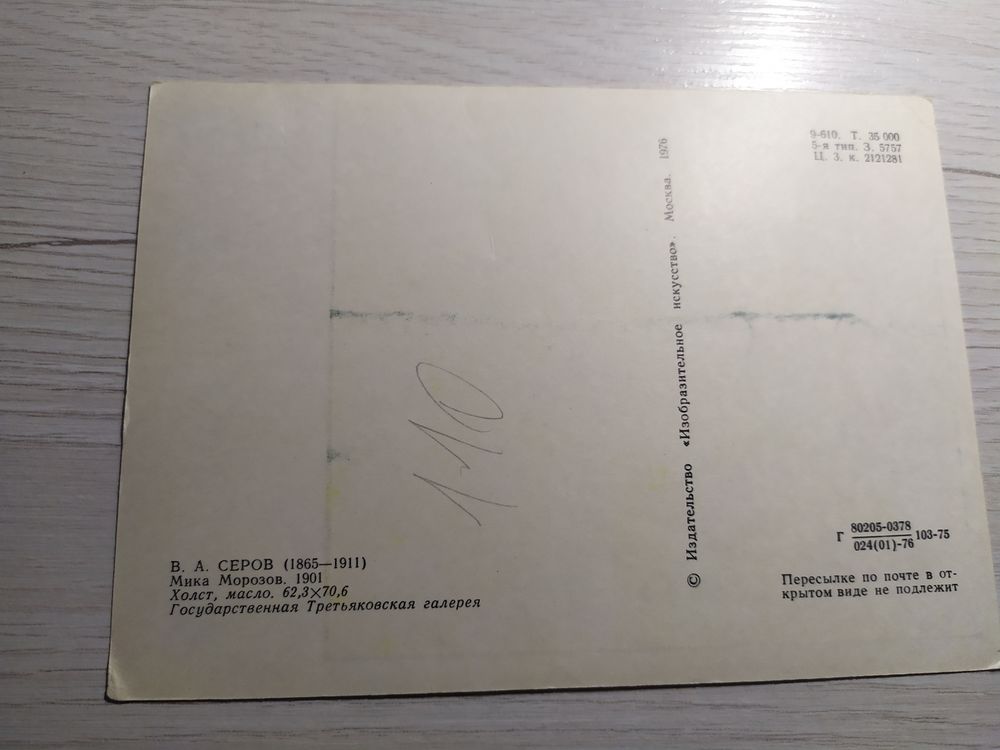 9-610. Т. 35 000
5-я тип. З. 5757
Ц. 3. к. 2121281
© Издательство «Изобразительное искусство». Москва. 1976
1-10
Г 80205-0378 103-75
024(01)-76
В. А. СЕРОВ (1865—1911)
Мика Морозов. 1901
Холст, масло. 62,3×70,6
Государственная Третьяковская галерея
Пересылке по почте в от-
крытом виде не подлежит